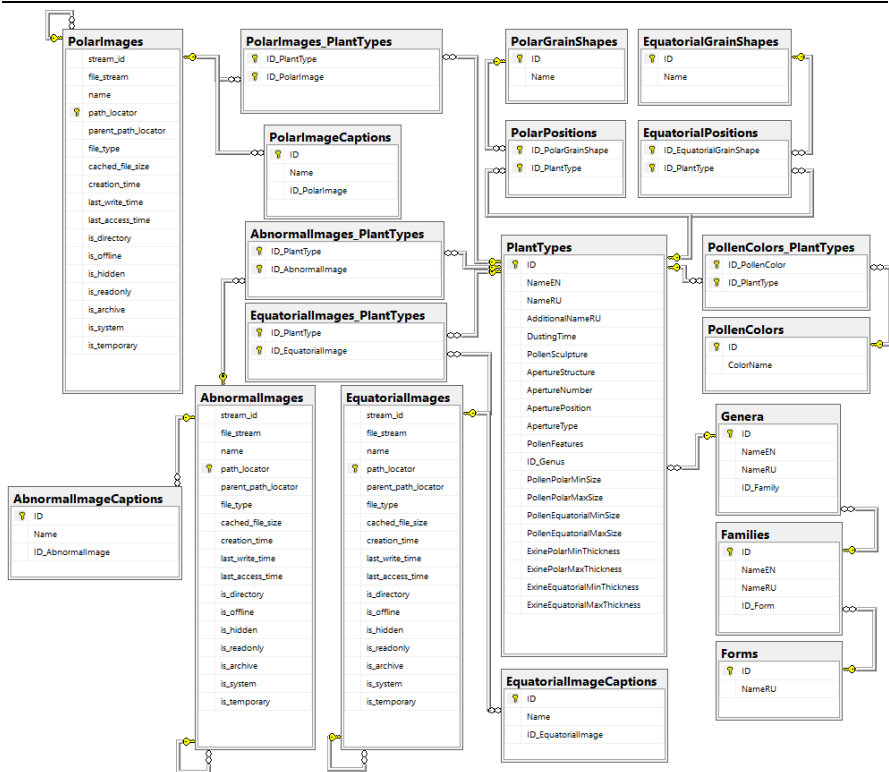 PolarImages
stream_id
file_stream
name
path_locator
parent_path_locator
file_type
cached_file_size
creation_time
last_write_time
last_access_time
is_directory
is_offline
is_hidden
is_readonly
is_archive
is_system
is_temporary
PolarImages_PlantTypes
ID_PlantType
ID_PolarImage
PolarImageCaptions
ID
Name
ID_PolarImage
PolarGrainShapes
ID
Name
EquatorialGrainShapes
ID
Name
PolarPositions
ID_PolarGrainShape
ID_PlantType
EquatorialPositions
ID_EquatorialGrainShape
ID_PlantType
AbnormalImages_PlantTypes
ID_PlantType
ID_AbnormalImage
EquatorialImages_PlantTypes
ID_PlantType
ID_EquatorialImage
PlantTypes
ID
NameEN
NameRU
AdditionalNameRU
DustingTime
PollenSculpture
ApertureStructure
ApertureNumber
AperturePosition
ApertureType
PollenFeatures
ID_Genus
PollenPolarMinSize
PollenPolarMaxSize
PollenEquatorialMinSize
PollenEquatorialMaxSize
ExinePolarMinThickness
ExinePolarMaxThickness
ExineEquatorialMinThickness
ExineEquatorialMaxThickness
PollenColors_PlantTypes
ID_PollenColor
ID_PlantType
PollenColors
ID
ColorName
AbnormalImages
stream_id
file_stream
name
path_locator
parent_path_locator
file_type
cached_file_size
creation_time
last_write_time
last_access_time
is_directory
is_offline
is_hidden
is_readonly
is_archive
is_system
is_temporary
EquatorialImages
stream_id
file_stream
name
path_locator
parent_path_locator
file_type
cached_file_size
creation_time
last_write_time
last_access_time
is_directory
is_offline
is_hidden
is_readonly
is_archive
is_system
is_temporary
Genera
ID
NameEN
NameRU
ID_Family
AbnormalImageCaptions
ID
Name
ID_AbnormalImage
Families
ID
NameEN
NameRU
ID_Form
Forms
ID
NameRU
EquatorialImageCaptions
ID
Name
ID_EquatorialImage